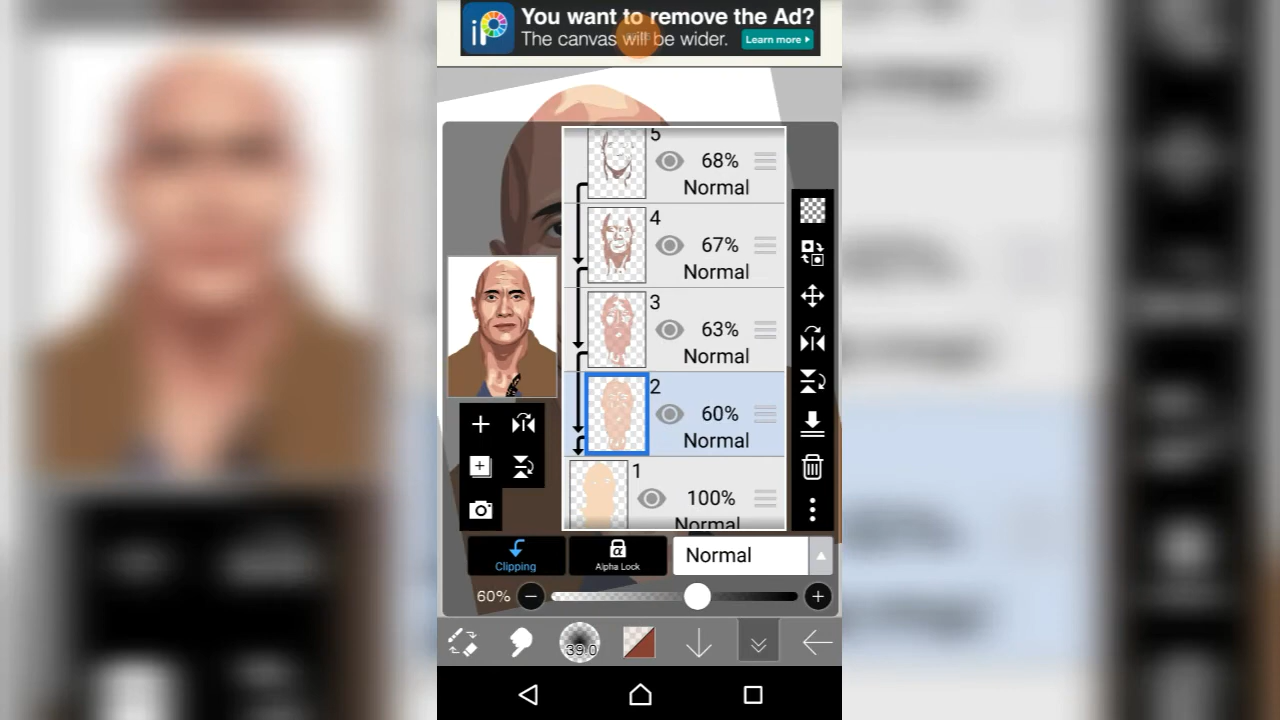 You want to remove the Ad?
The canvas will be wider.
Learn more
5
68%
Normal
4
67%
Normal
3
63%
Normal
2
60%
Normal
1
100%
Normal
Clipping
Alpha Lock
Normal
60%
39.0